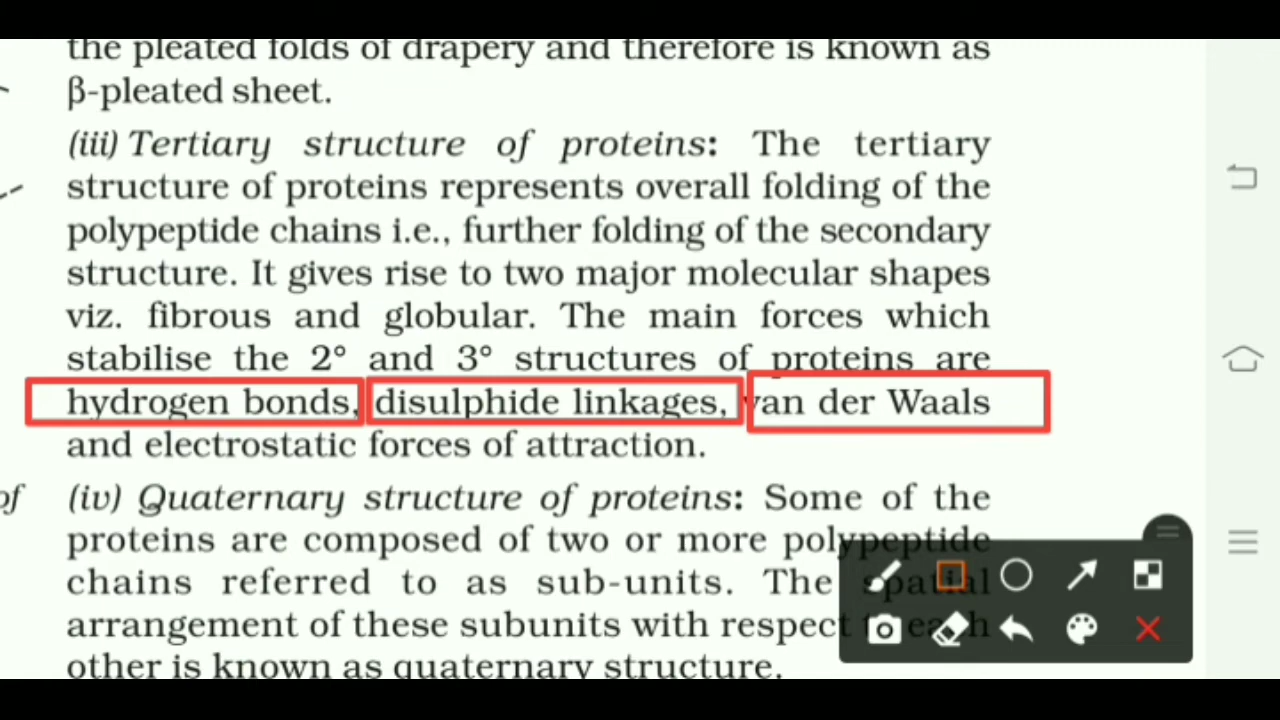 the pleated folds of drapery and therefore is known as
β-pleated sheet.
(iii) Tertiary structure of proteins: The tertiary
structure of proteins represents overall folding of the
polypeptide chains i.e., further folding of the secondary
structure. It gives rise to two major molecular shapes
viz. fibrous and globular. The main forces which
stabilise the 2° and 3° structures of proteins are
hydrogen bonds, disulphide linkages, van der Waals
and electrostatic forces of attraction.
of (iv) Quaternary structure of proteins: Some of the
proteins are composed of two or more polypeptide
chains referred to as sub-units. The spatial
arrangement of these subunits with respect to each
other is known as quaternary structure.